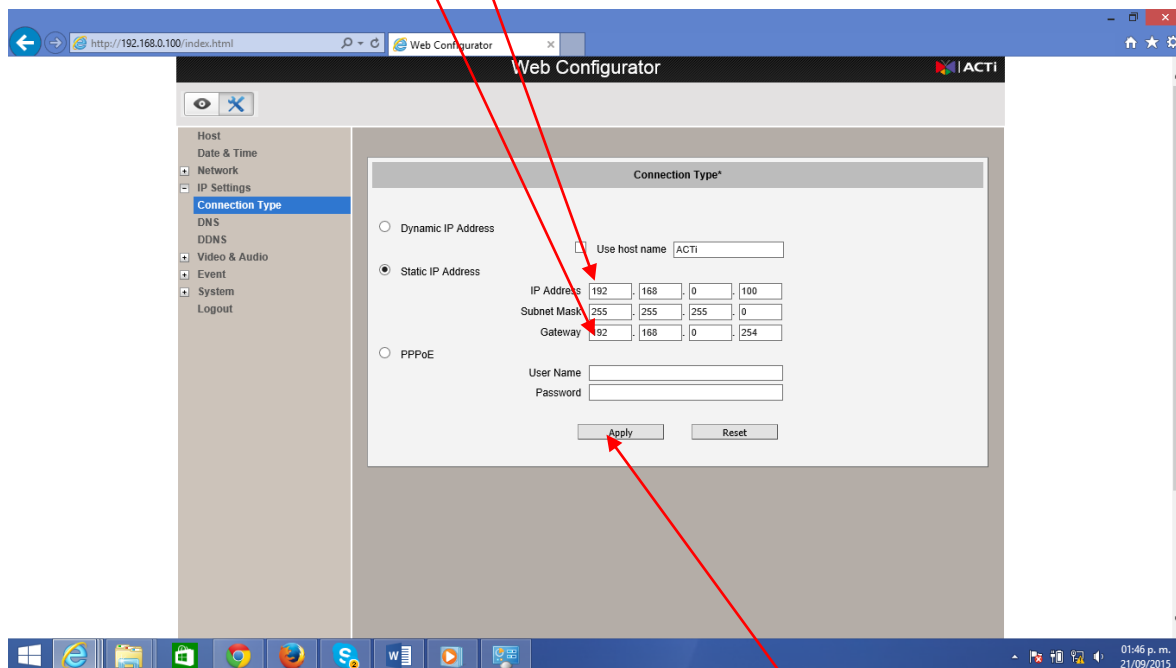 http://192.168.0.100/index.html
Web Configurator
Web Configurator
ACTi
Host
Date & Time
Network
IP Settings
Connection Type
DNS
DDNS
Video & Audio
Event
System
Logout
Connection Type*
Dynamic IP Address
Use host name ACTi
Static IP Address
IP Address 192 . 168 . 0 . 100
Subnet Mask 255 . 255 . 255 . 0
Gateway 192 . 168 . 0 . 254
PPPoE
User Name
Password
Apply Reset
01:46 p. m.